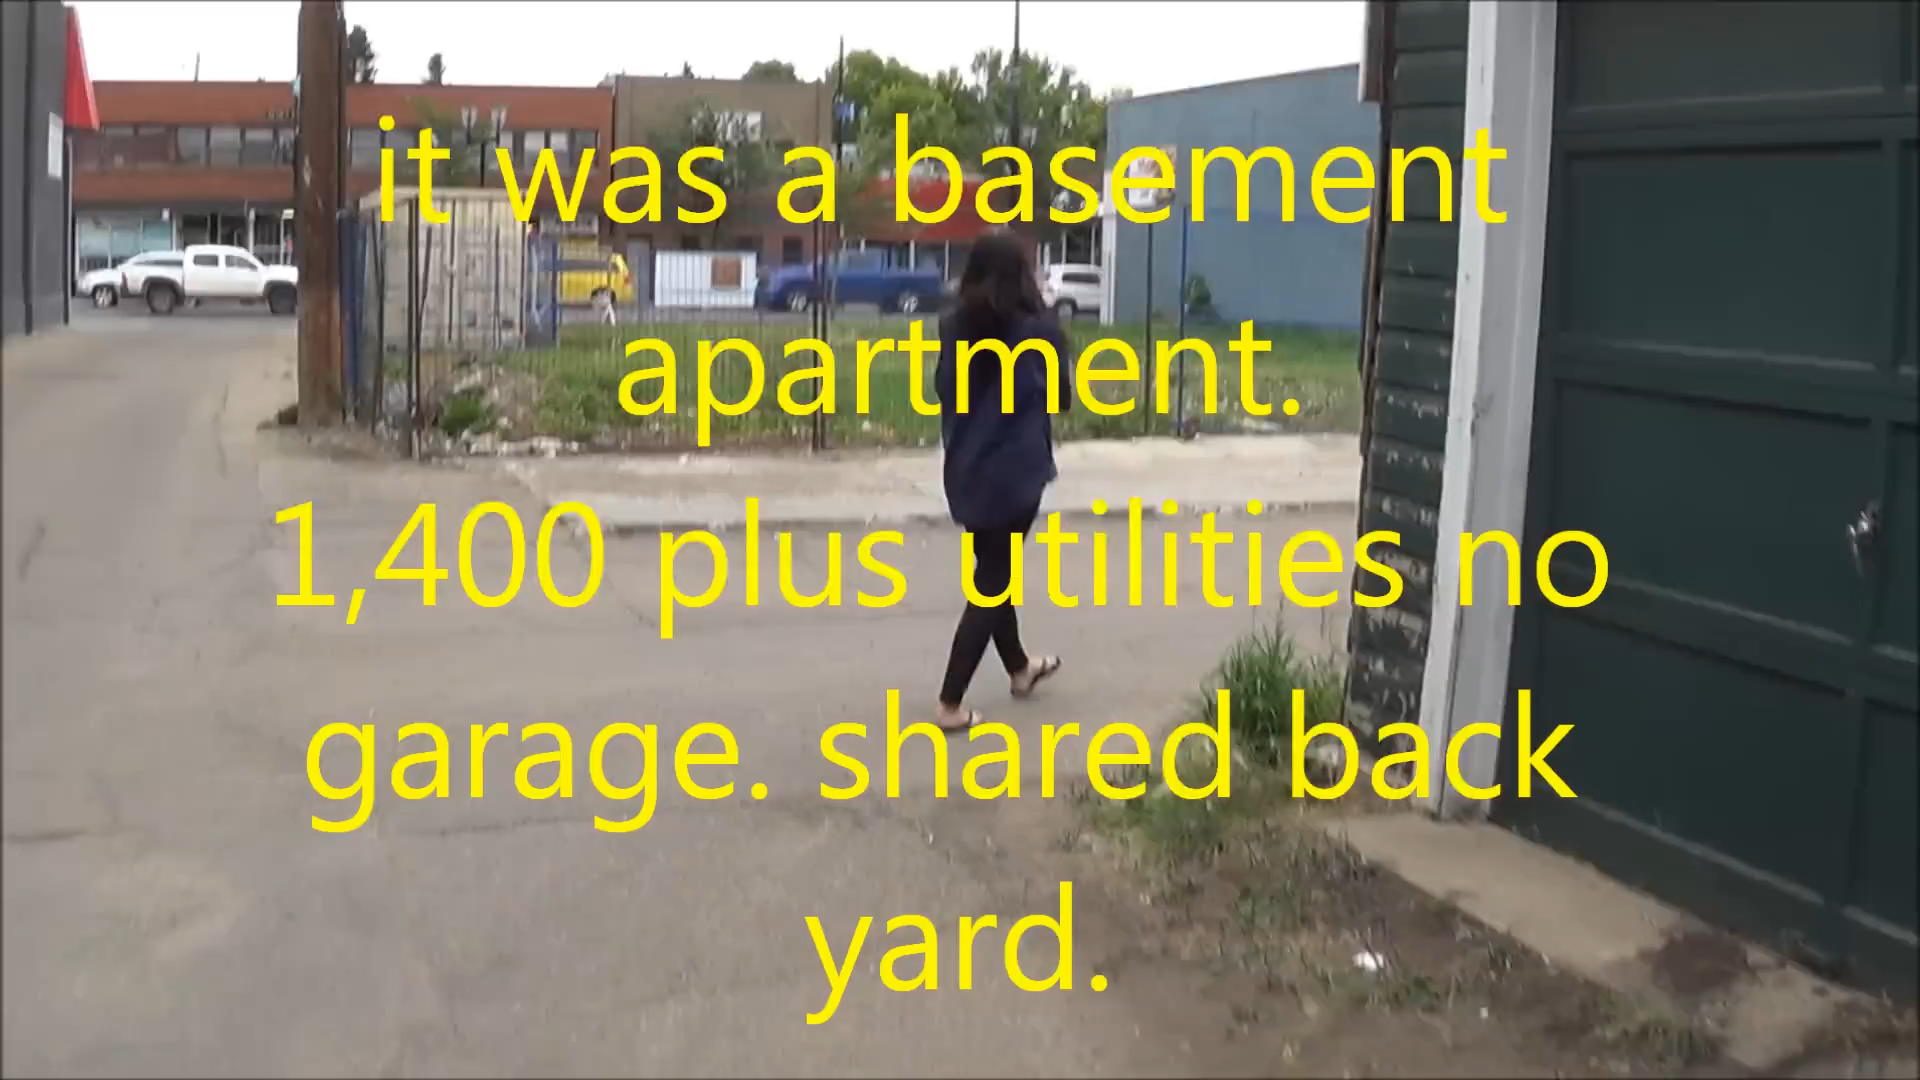 it was a basement
apartment.
1,400 plus utilities no
garage. shared back
yard.